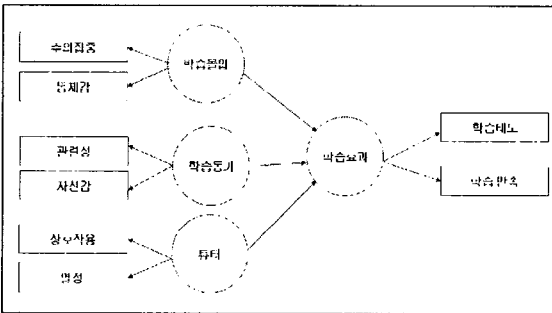 주의집중
통제감
학습몰입
관련성
자신감
학습동기
상호작용
열성
튜터
학습효과
학습태도
학습만족